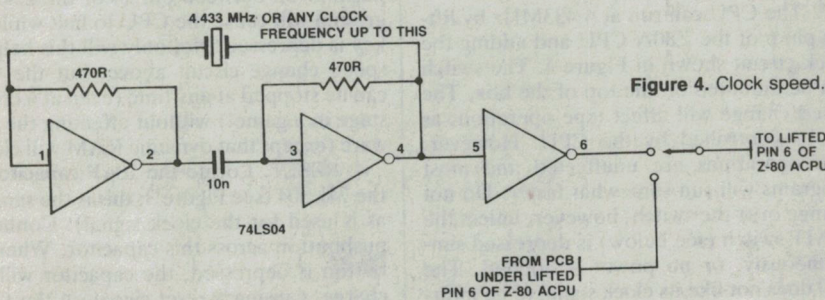 4.433 MHz OR ANY CLOCK
FREQUENCY UP TO THIS
470R
470R
Figure 4. Clock speed.
1
2
3
4
5
6
10n
74LS04
TO LIFTED
PIN 6 OF
Z-80 ACPU
FROM PCB
UNDER LIFTED
PIN 6 OF Z-80 ACPU